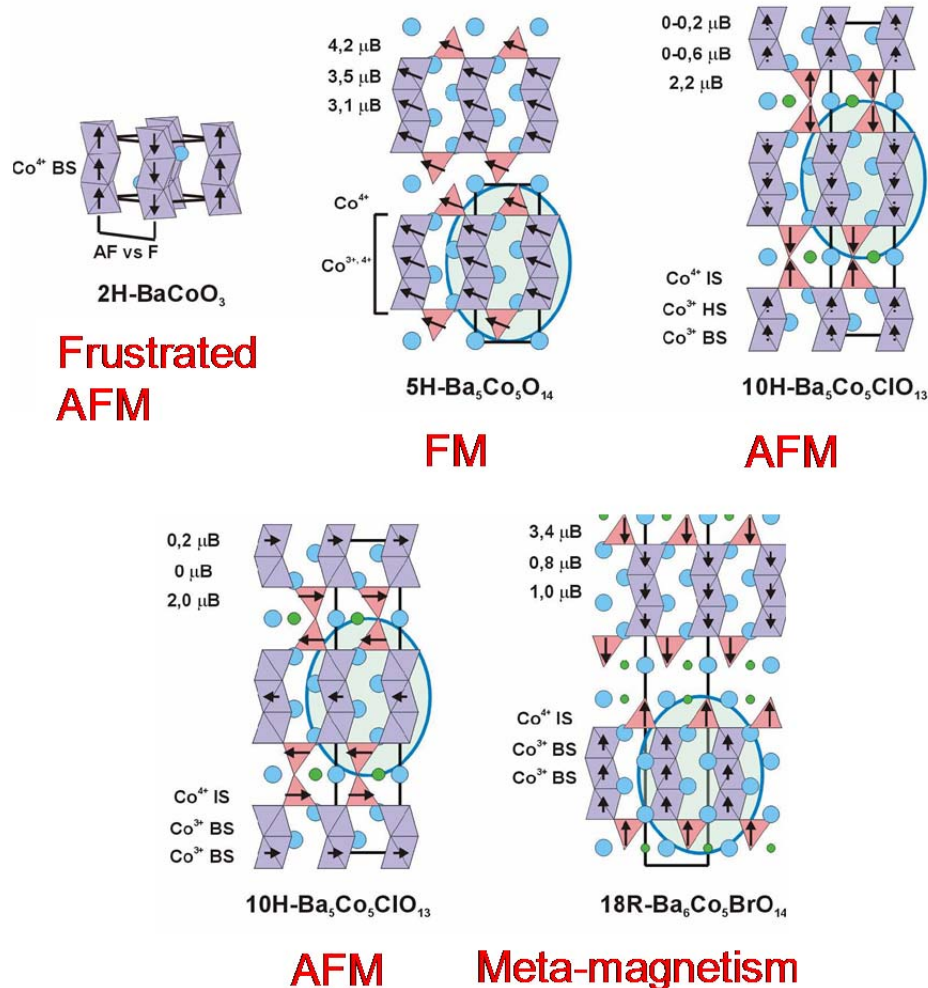 Co⁴⁺ BS
AF vs F
2H-BaCoO₃
Frustrated
AFM
4,2 μB
3,5 μB
3,1 μB
Co⁴⁺
Co³⁺,⁴⁺
5H-Ba₅Co₅O₁₄
FM
0-0,2 μB
0-0,6 μB
2,2 μB
Co⁴⁺ IS
Co³⁺ HS
Co³⁺ BS
10H-Ba₅Co₅ClO₁₃
AFM
0,2 μB
0 μB
2,0 μB
Co⁴⁺ IS
Co³⁺ BS
Co³⁺ BS
10H-Ba₅Co₅ClO₁₃
AFM
3,4 μB
0,8 μB
1,0 μB
Co⁴⁺ IS
Co³⁺ BS
Co³⁺ BS
18R-Ba₆Co₅BrO₁₄
Meta-magnetism